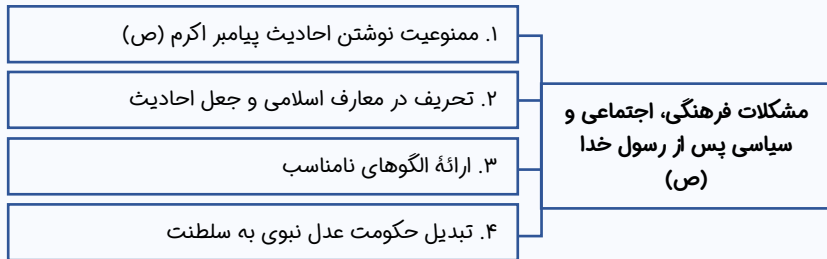 مشکلات فرهنگی، اجتماعی و
سیاسی پس از رسول خدا
(ص)
۱. ممنوعیت نوشتن احادیث پیامبر اکرم (ص)
۲. تحریف در معارف اسلامی و جعل احادیث
۳. ارائهٔ الگوهای نامناسب
۴. تبدیل حکومت عدل نبوی به سلطنت